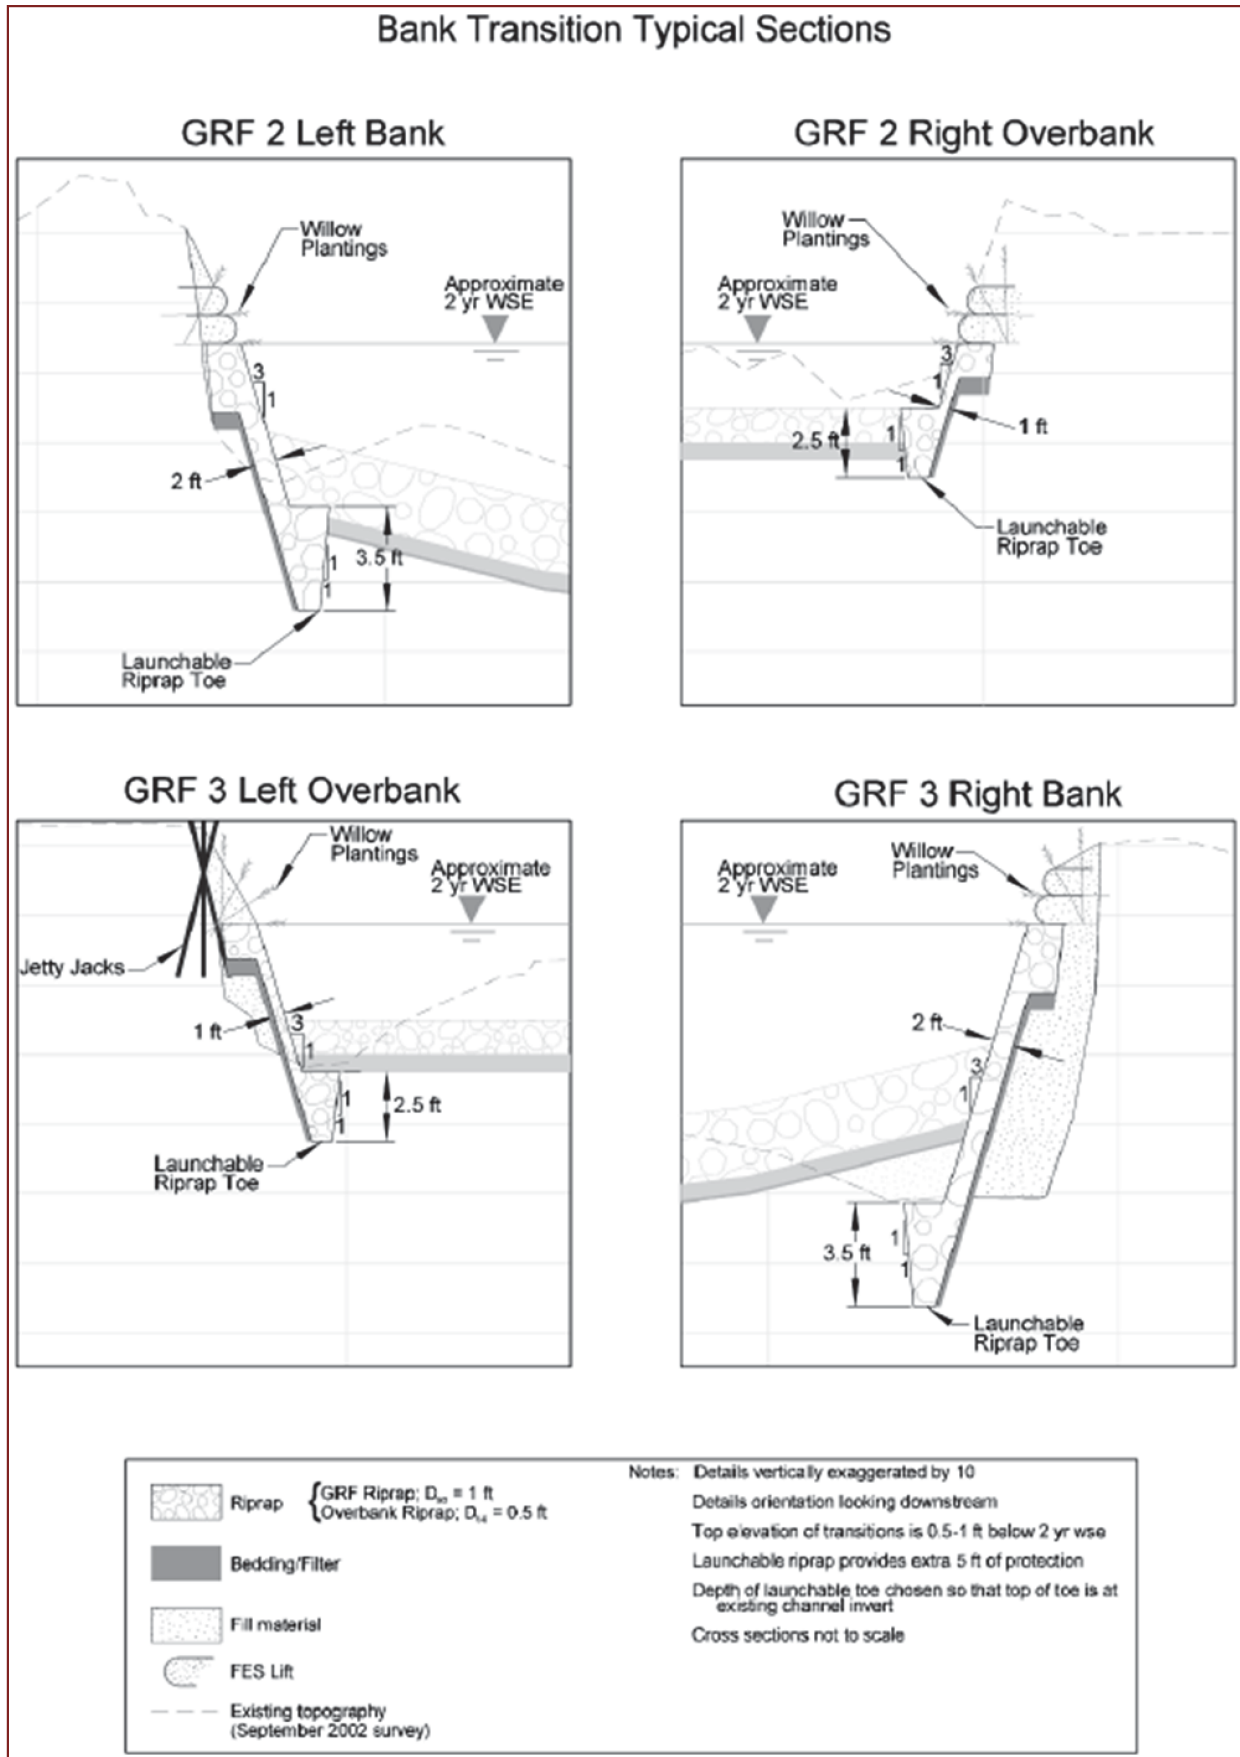 Bank Transition Typical Sections
GRF 2 Left Bank
Willow
Plantings
Approximate
2 yr WSE
3
1
2 ft
3.5 ft
1
1
Launchable
Riprap Toe
GRF 2 Right Overbank
Willow
Plantings
Approximate
2 yr WSE
3
1
1 ft
2.5 ft
1
1
Launchable
Riprap Toe
GRF 3 Left Overbank
Willow
Plantings
Approximate
2 yr WSE
Jetty Jacks
1 ft
3
1
1
1
2.5 ft
Launchable
Riprap Toe
GRF 3 Right Bank
Willow
Plantings
Approximate
2 yr WSE
2 ft
3
1
3.5 ft
1
1
Launchable
Riprap Toe
Riprap
GRF Riprap; = 1 ft
Overbank Riprap; = 0.5 ft
Bedding/Filter
Fill material
FES Lift
Existing topography
(September 2002 survey)
Notes: Details vertically exaggerated by 10
Details orientation looking downstream
Top elevation of transitions is 0.5-1 ft below 2 yr wse
Launchable riprap provides extra 5 ft of protection
Depth of launchable toe chosen so that top of toe is at
existing channel invert
Cross sections not to scale